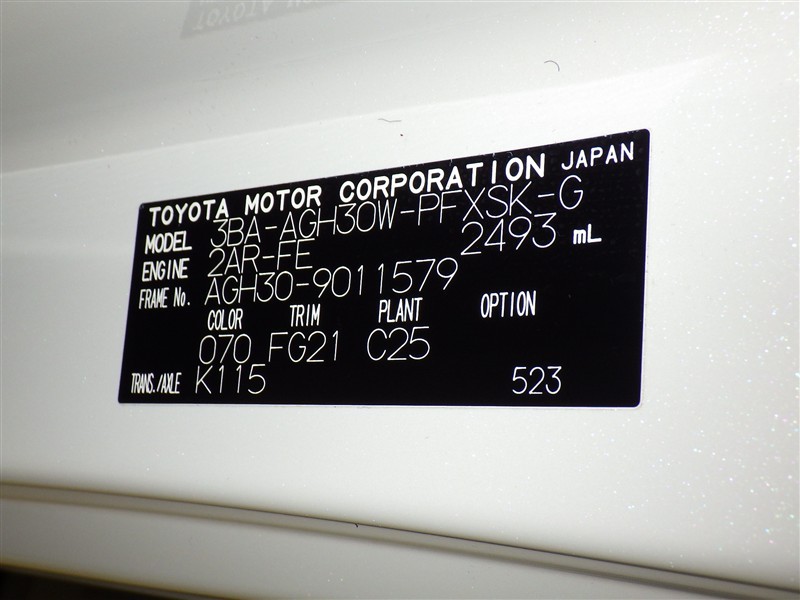 TOYOTA MOTOR CORPORATION JAPAN
MODEL 3BA-AGH30W-PFXSK-G
ENGINE 2AR-FE 2493 mL
FRAME No. AGH30-9011579
COLOR TRIM PLANT OPTION
070 FG21 C25
TRANS./AXLE K115 523